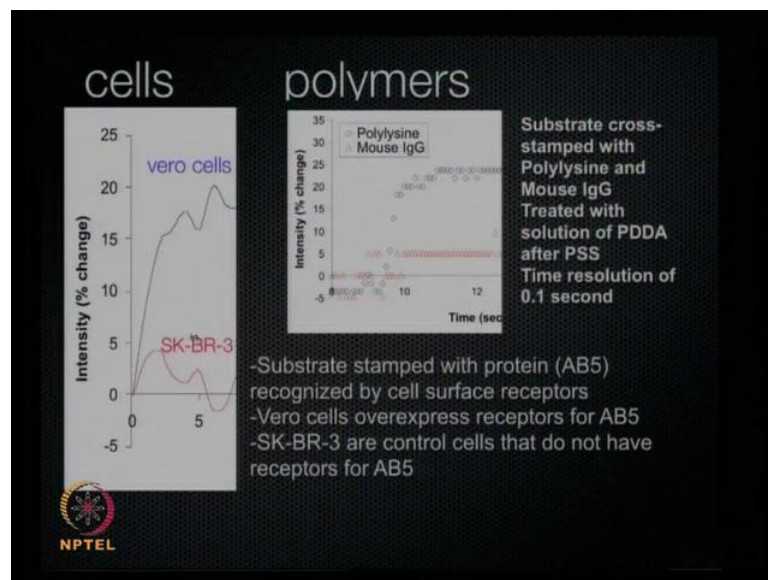 cells
polymers
25
20
15
10
5
0
-5
Intensity (% change)
vero cells
SK-BR-3
0
5
35
30
25
20
15
10
5
0
-5
Intensity (% change)
Polylysine
Mouse IgG
8
10
12
Time (sec
Substrate cross-
stamped with
Polylysine and
Mouse IgG
Treated with
solution of PDDA
after PSS
Time resolution of
0.1 second
-Substrate stamped with protein (AB5)
recognized by cell surface receptors
-Vero cells overexpress receptors for AB5
-SK-BR-3 are control cells that do not have
receptors for AB5
NPTEL